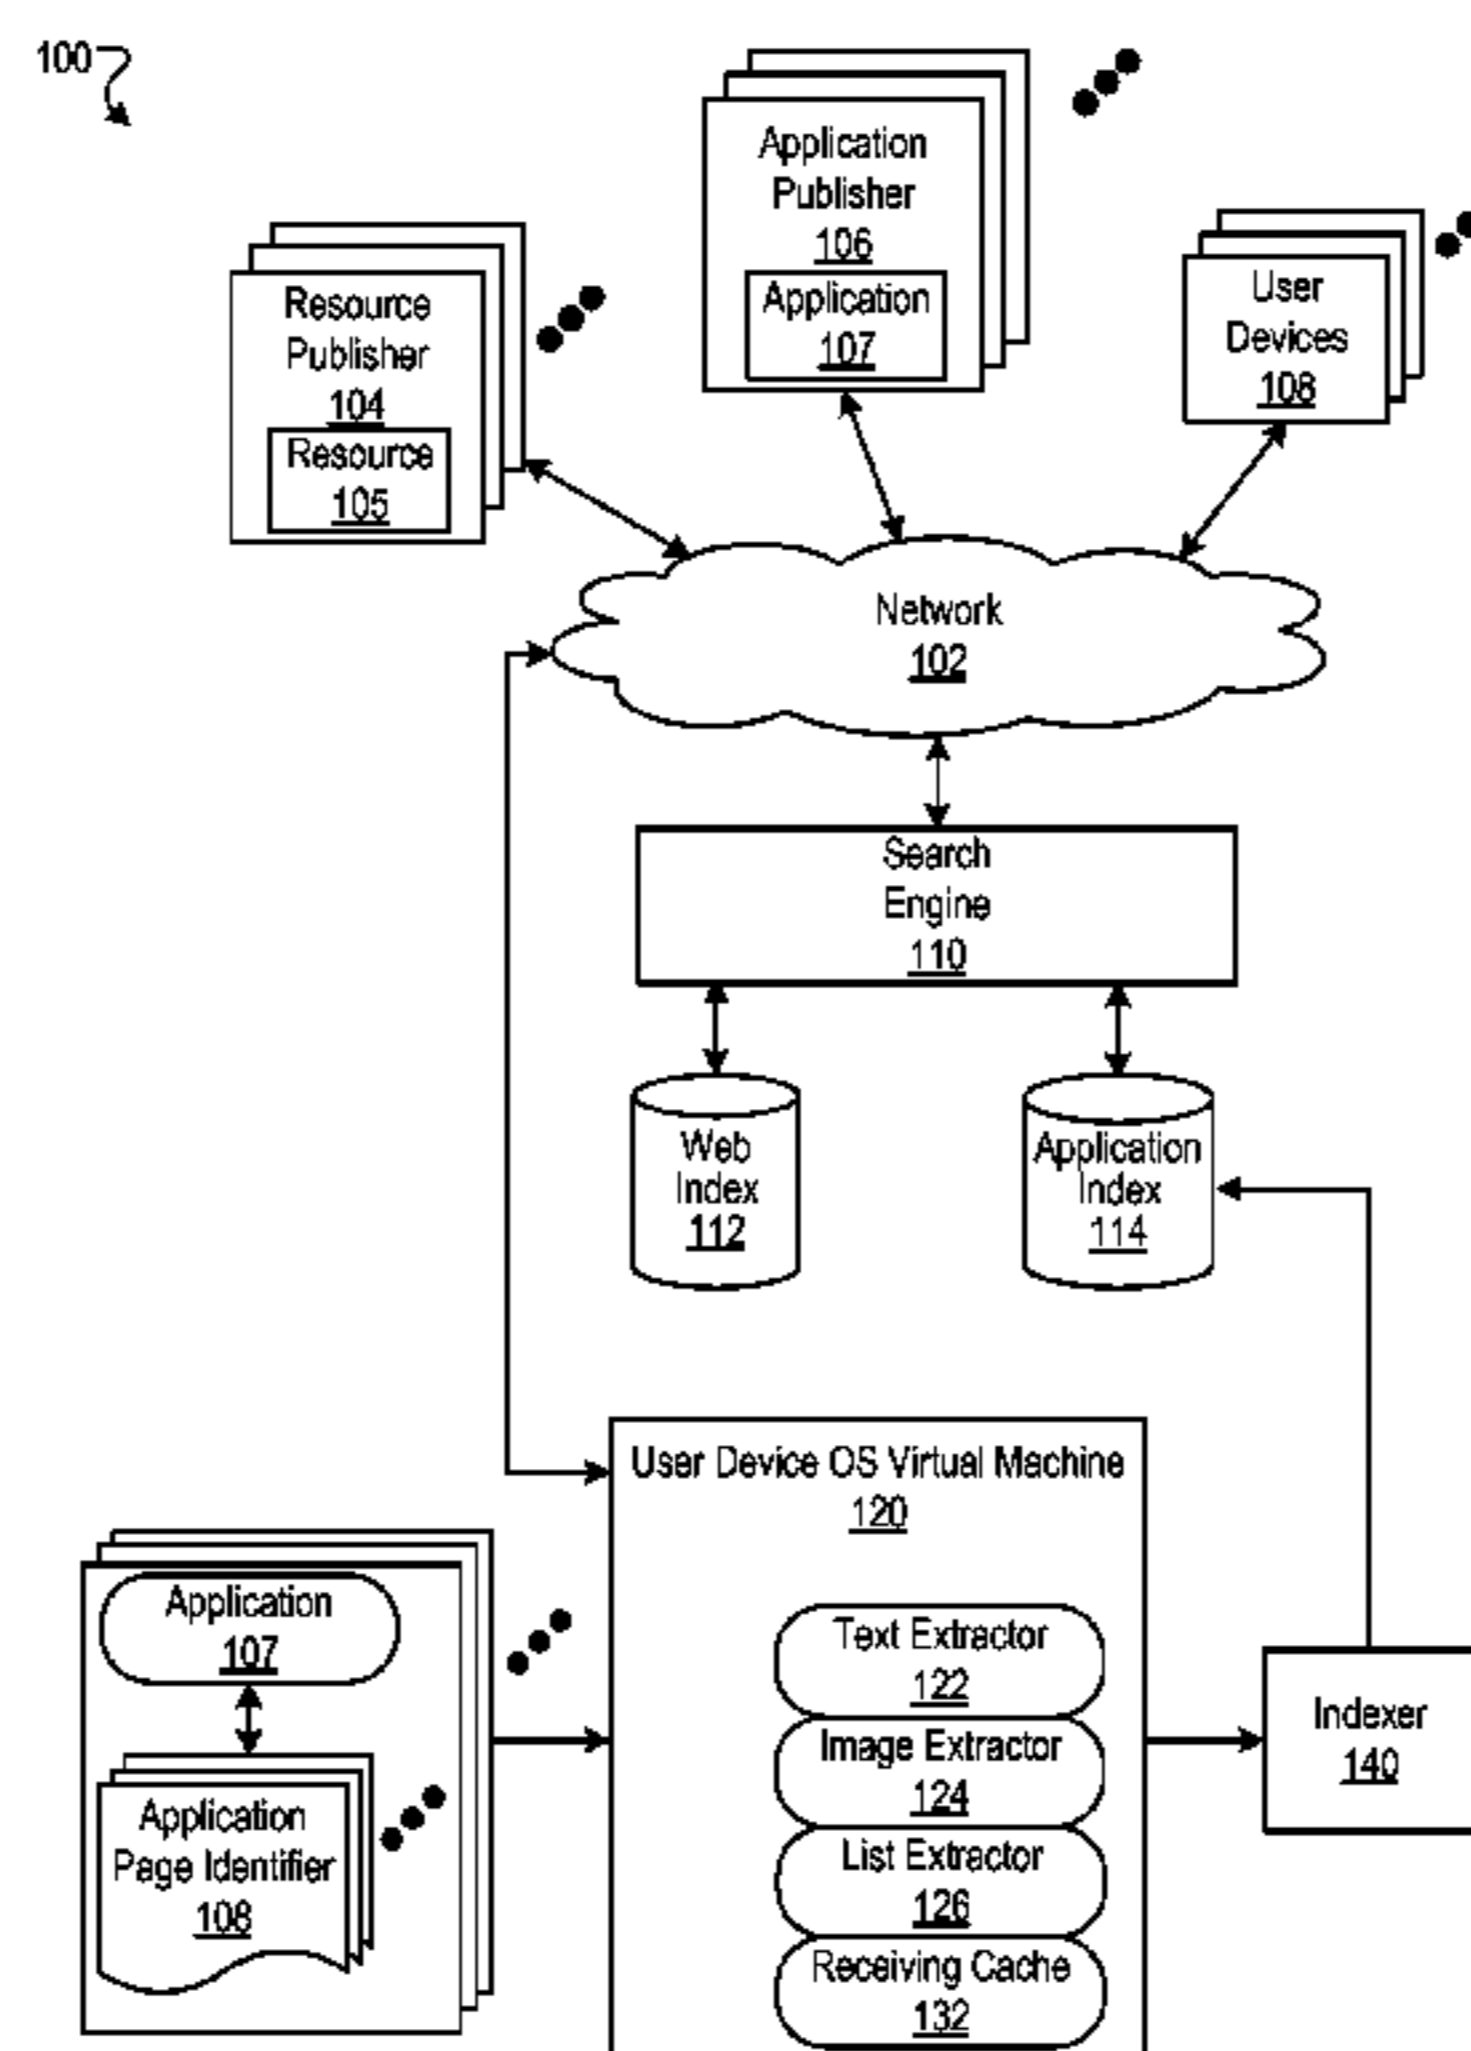 100
Application
Publisher
106
Application
107
Resource
Publisher
104
Resource
105
User
Devices
108
Network
102
Search
Engine
110
Web
Index
112
Application
Index
114
User Device OS Virtual Machine
120
Application
107
Application
Page Identifier
108
Text Extractor
122
Image Extractor
124
List Extractor
126
Receiving Cache
132
Indexer
140